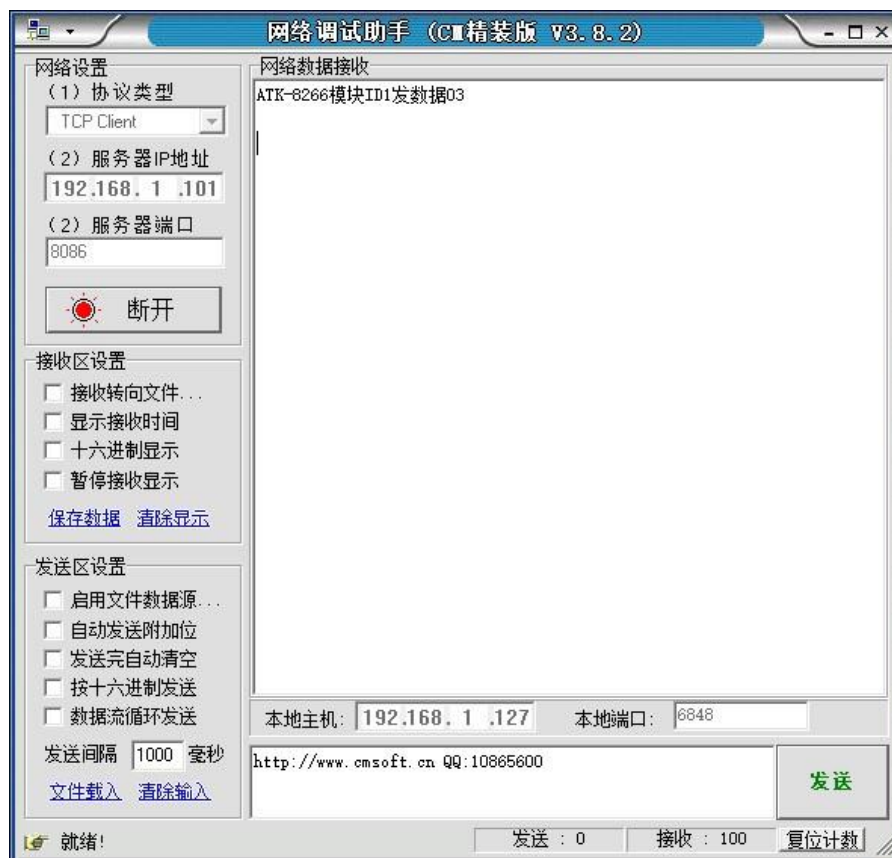 网络调试助手 (CM精装版 V3.8.2)
网络设置
(1) 协议类型
TCP Client
(2) 服务器IP地址
192.168. 1 .101
(2) 服务器端口
8086
断开
接收区设置
接收转向文件...
显示接收时间
十六进制显示
暂停接收显示
保存数据 清除显示
发送区设置
启用文件数据源...
自动发送附加位
发送完自动清空
按十六进制发送
数据流循环发送
发送间隔 1000 毫秒
文件载入 清除输入
网络数据接收
ATK-8266模块ID1发数据03
本地主机: 192.168. 1 .127 本地端口: 6848
http://www.cmsoft.cn QQ:10865600
发送
就绪!
发送 : 0 接收 : 100 复位计数